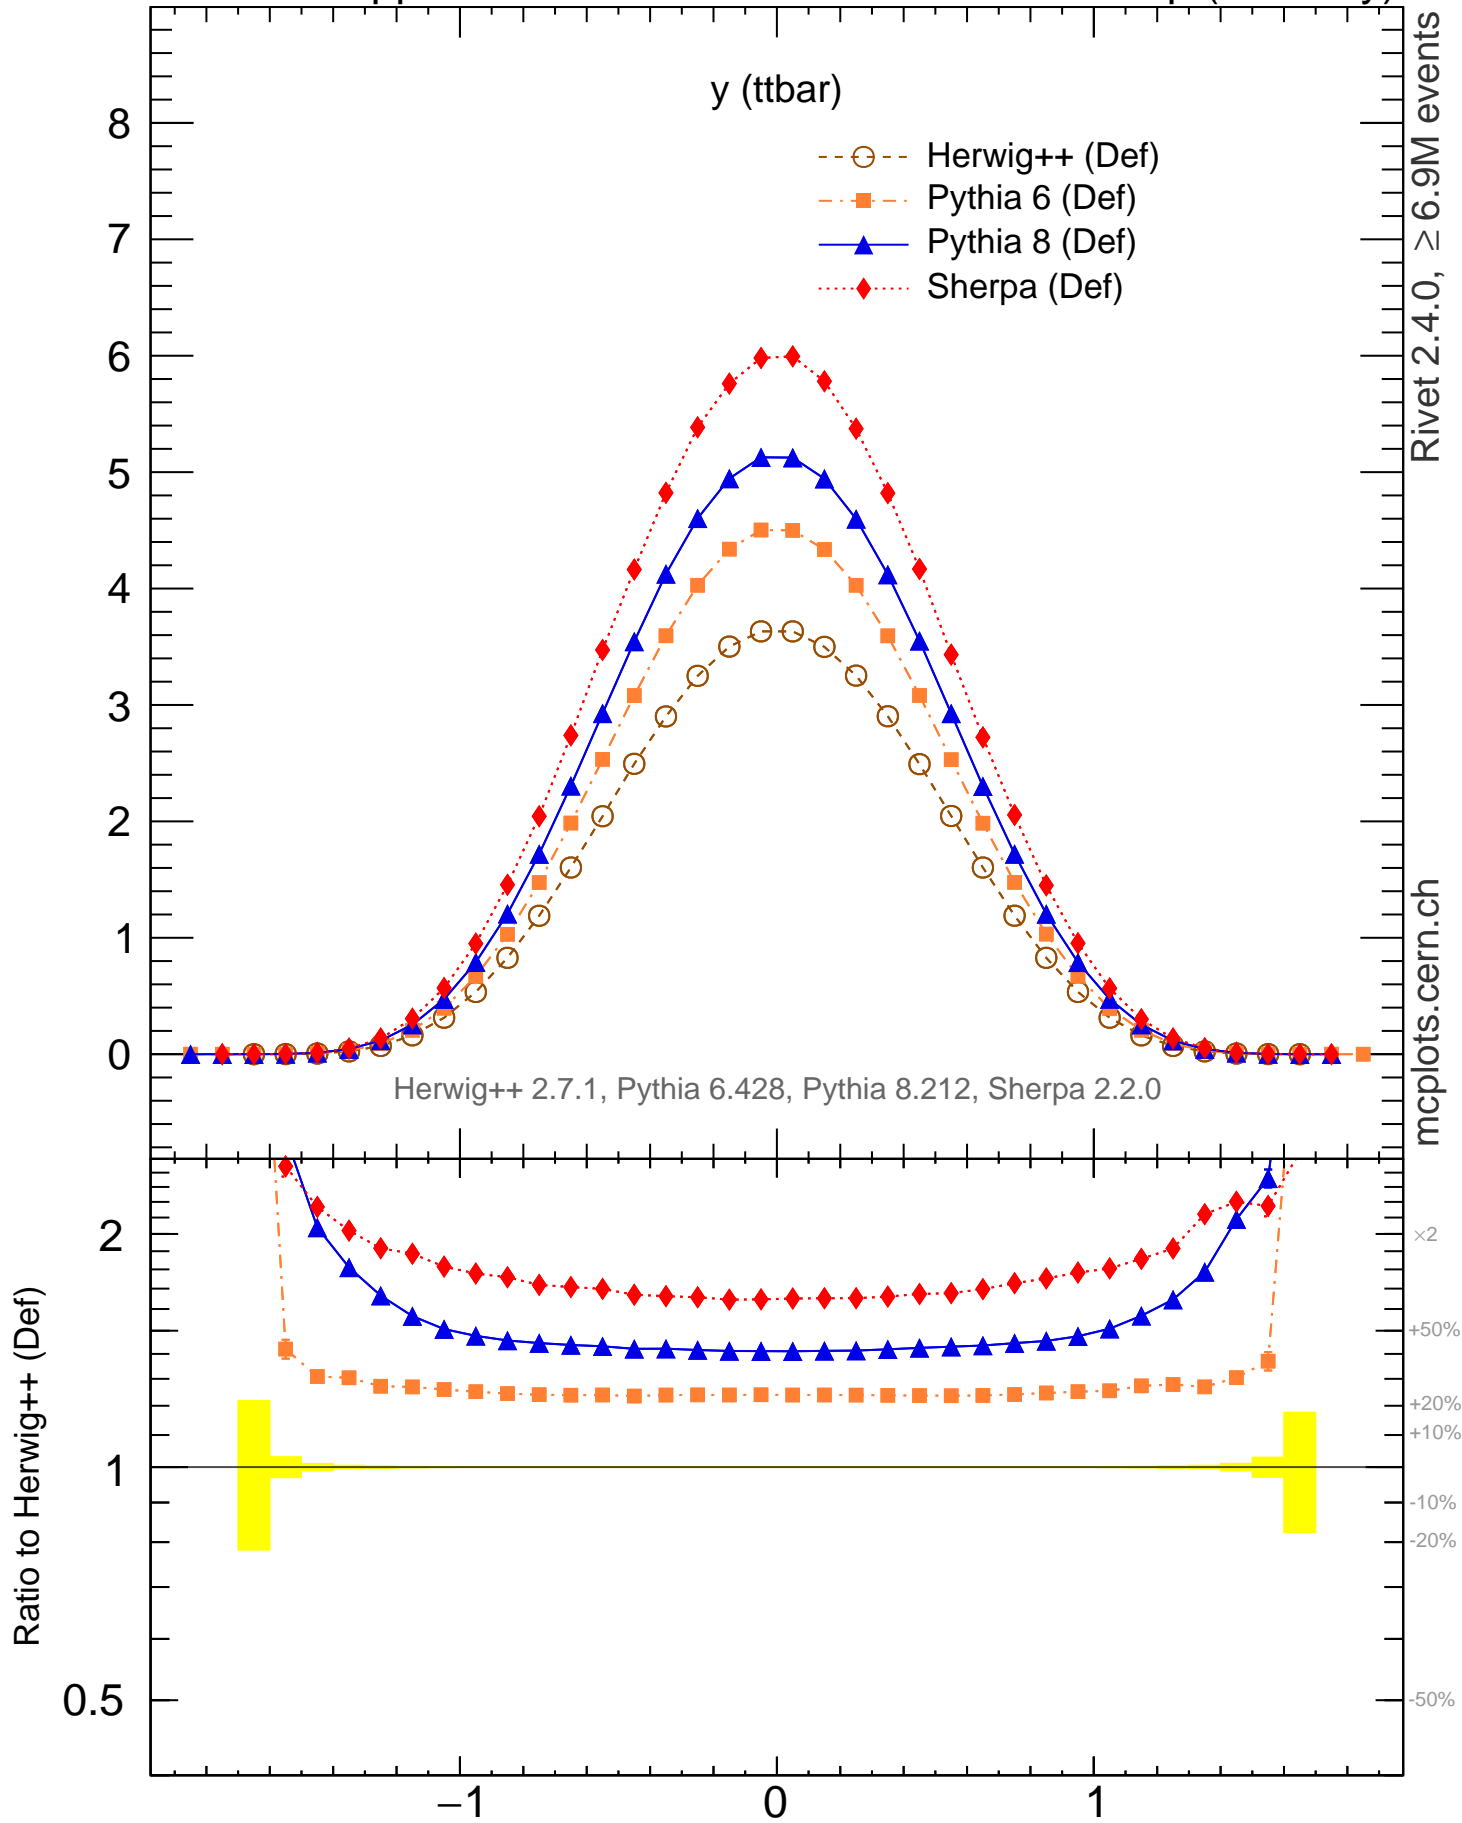 y (ttbar)
Herwig++ (Def)
Pythia 6 (Def)
Pythia 8 (Def)
Sherpa (Def)
8
7
6
5
4
3
2
1
0
Herwig++ 2.7.1, Pythia 6.428, Pythia 8.212, Sherpa 2.2.0
Rivet 2.4.0, ≥ 6.9M events
mcplots.cern.ch
Ratio to Herwig++ (Def)
2
1
0.5
×2
+50%
+20%
+10%
-10%
-20%
-50%
−1
0
1